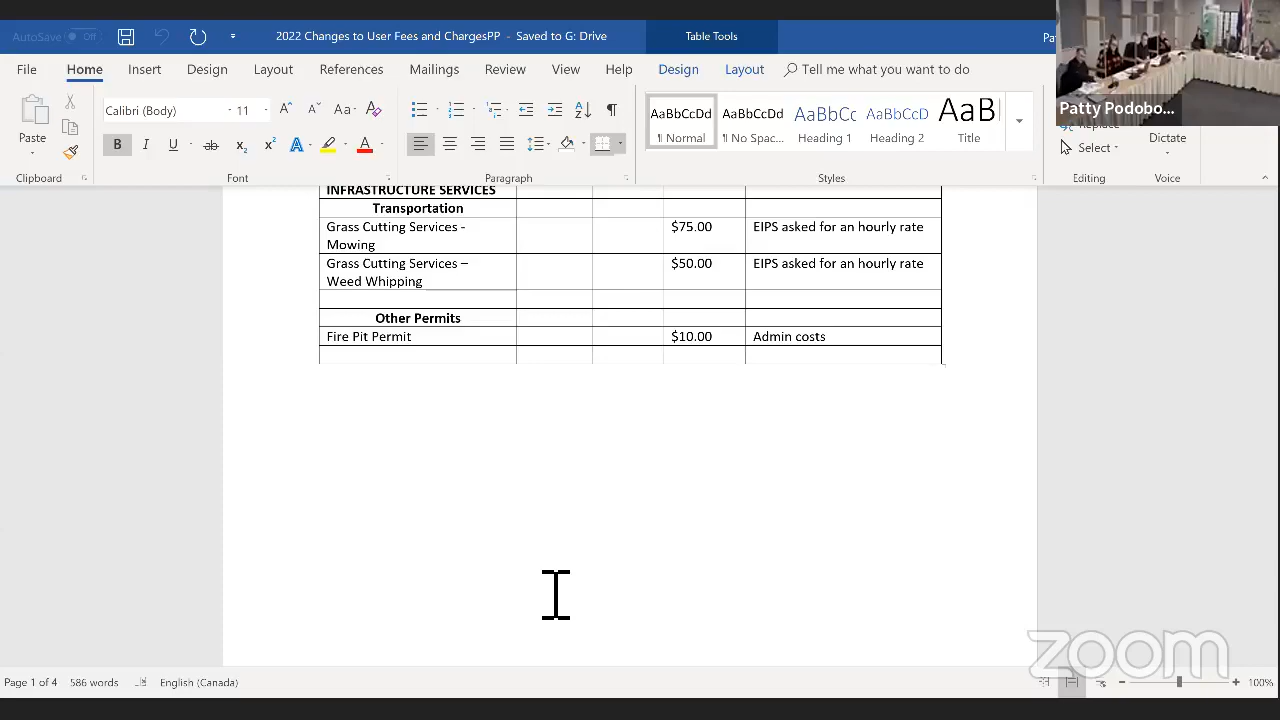 AutoSave Off 2022 Changes to User Fees and ChargesPP - Saved to G: Drive Table Tools
File Home Insert Design Layout References Mailings Review View Help Design Layout Tell me what you want to do
Patty Podobo...
Paste Calibri (Body) 11 Aa AaBbCcDd AaBbCcDd AaBbCc AaBbCcD AaB
¶ Normal ¶ No Spac... Heading 1 Heading 2 Title
Replace
Select
Dictate
Clipboard Font Paragraph Styles Editing Voice
INFRASTRUCTURE SERVICES
Transportation
Grass Cutting Services - $75.00 EIPS asked for an hourly rate
Mowing
Grass Cutting Services – $50.00 EIPS asked for an hourly rate
Weed Whipping
Other Permits
Fire Pit Permit $10.00 Admin costs
zoom
Page 1 of 4 586 words English (Canada) 100%